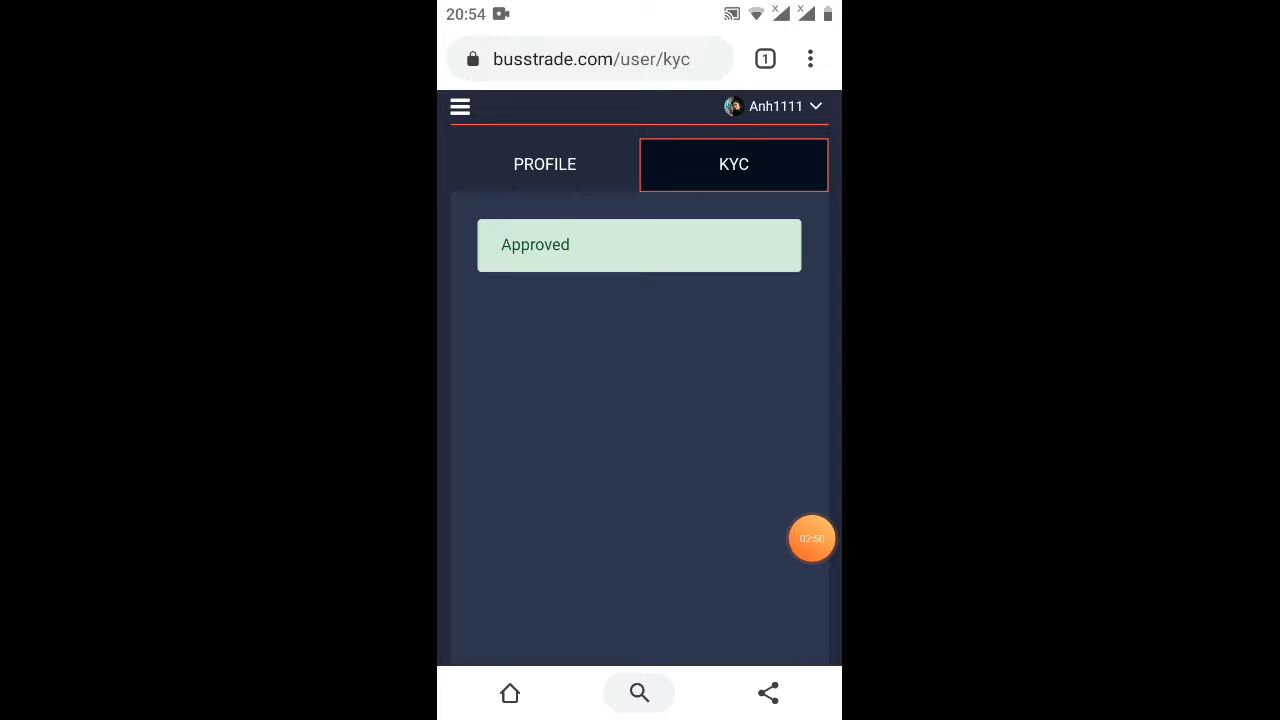 20:54
busstrade.com/user/kyc
1
Anh1111
PROFILE
KYC
Approved
02:50